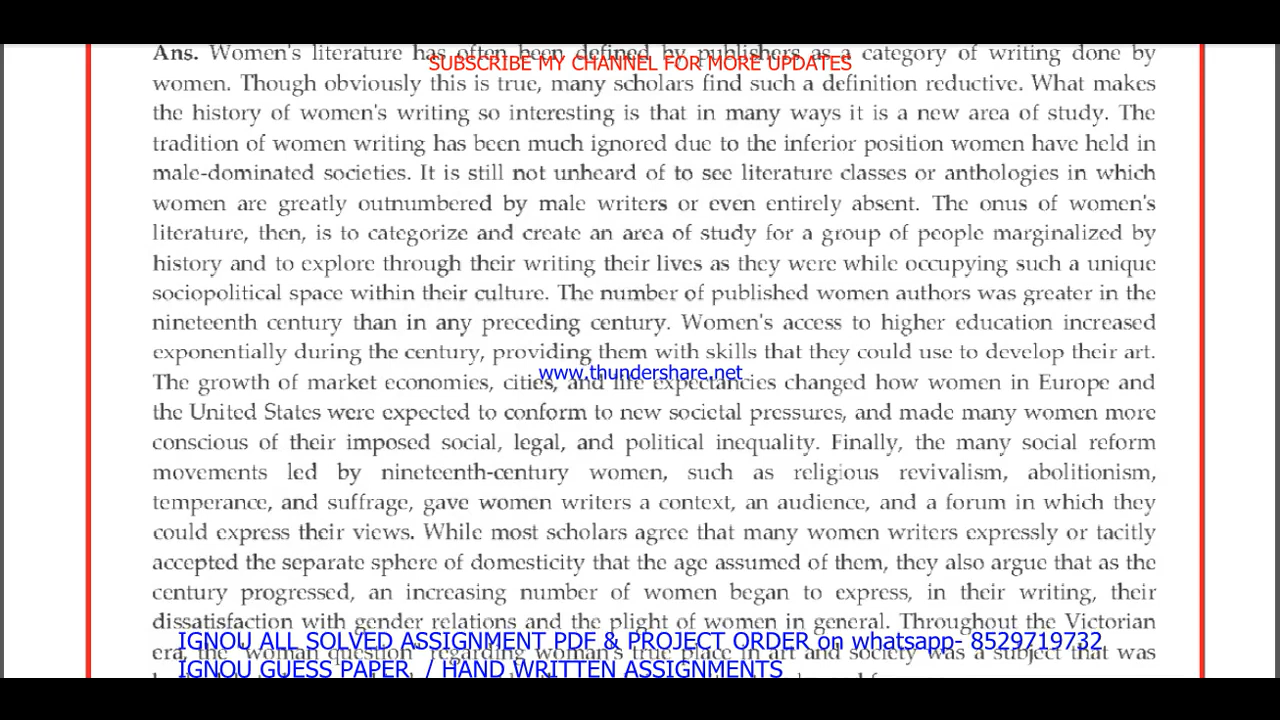 Ans. Women's literature has often been defined by publishers as a category of writing done by
SUBSCRIBE MY CHANNEL FOR MORE UPDATES
women. Though obviously this is true, many scholars find such a definition reductive. What makes
the history of women's writing so interesting is that in many ways it is a new area of study. The
tradition of women writing has been much ignored due to the inferior position women have held in
male-dominated societies. It is still not unheard of to see literature classes or anthologies in which
women are greatly outnumbered by male writers or even entirely absent. The onus of women's
literature, then, is to categorize and create an area of study for a group of people marginalized by
history and to explore through their writing their lives as they were while occupying such a unique
sociopolitical space within their culture. The number of published women authors was greater in the
nineteenth century than in any preceding century. Women's access to higher education increased
exponentially during the century, providing them with skills that they could use to develop their art.
www.thundershare.net
The growth of market economies, cities, and life expectancies changed how women in Europe and
the United States were expected to conform to new societal pressures, and made many women more
conscious of their imposed social, legal, and political inequality. Finally, the many social reform
movements led by nineteenth-century women, such as religious revivalism, abolitionism,
temperance, and suffrage, gave women writers a context, an audience, and a forum in which they
could express their views. While most scholars agree that many women writers expressly or tacitly
accepted the separate sphere of domesticity that the age assumed of them, they also argue that as the
century progressed, an increasing number of women began to express, in their writing, their
dissatisfaction with gender relations and the plight of women in general. Throughout the Victorian
IGNOU ALL SOLVED ASSIGNMENT PDF & PROJECT ORDER on whatsapp- 8529719732
era, the "woman question" regarding woman's true place in art and society was a subject that was
IGNOU GUESS PAPER / HAND WRITTEN ASSIGNMENTS